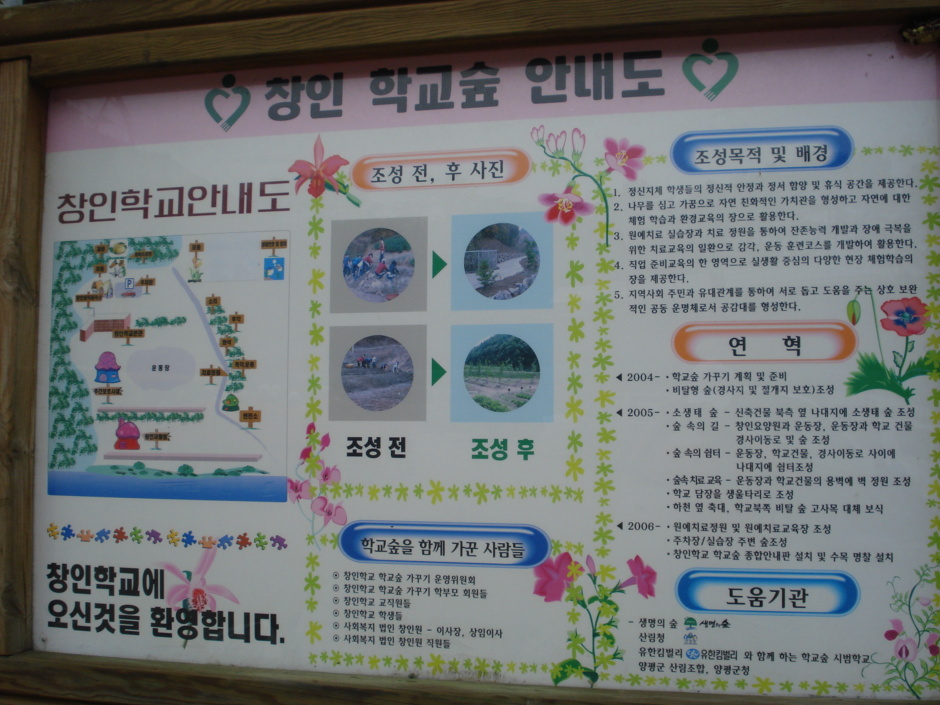 창인 학교숲 안내도
창인학교안내도
운동장
창인학교에
오신것을 환영합니다.
조성 전, 후 사진
조성 전
조성 후
학교숲을 함께 가꾼 사람들
◉ 창인학교 학교숲 가꾸기 운영위원회
◉ 창인학교 학교숲 가꾸기 학부모 회원들
◉ 창인학교 교직원들
◉ 창인학교 학생들
◉ 사회복지 법인 창인원 - 이사장, 상임이사
◉ 사회복지 법인 창인원 직원들
조성목적 및 배경
1. 정신지체 학생들의 정신적 안정과 정서 함양 및 휴식 공간을 제공한다.
2. 나무를 심고 가꿈으로 자연 친화적인 가치관을 형성하고 자연에 대한
체험 학습과 환경교육의 장으로 활용한다.
3. 원예치료 실습장과 치료 정원을 통하여 잔존능력 개발과 장애 극복을
위한 치료교육의 일환으로 감각, 운동 훈련코스를 개발하여 활용한다.
4. 직업 준비교육의 한 영역으로 실생활 중심의 다양한 현장 체험학습의
장을 제공한다.
5. 지역사회 주민과 유대관계를 통하여 서로 돕고 도움을 주는 상호 보완
적인 공동 운명체로서 공감대를 형성한다.
연 혁
◀ 2004- • 학교숲 가꾸기 계획 및 준비
• 비탈형 숲(경사지 및 절개지 보호)조성
◀ 2005- • 소생태 숲 - 신축건물 북측 옆 나대지에 소생태 숲 조성
• 숲 속의 길 - 창인요양원과 운동장, 운동장과 학교 건물
경사이동로 및 숲 조성
• 숲 속의 쉼터 - 운동장, 학교건물, 경사이동로 사이에
나대지에 쉼터조성
• 숲속치료 교육 - 운동장과 학교건물의 옹벽에 벽 정원 조성
• 학교 담장을 생울타리로 조성
• 하천 옆 축대, 학교북쪽 비탈 숲 고사목 대체 보식
◀ 2006- • 원예치료정원 및 원예치료교육장 조성
• 주차장/실습장 주변 숲조성
• 창인학교 학교숲 종합안내판 설치 및 수목 명찰 설치
도움기관
- 생명의 숲 생명의숲
산림청
유한킴벌리 유한킴벌리 와 함께 하는 학교숲 시범학교
양평군 산림조합, 양평군청